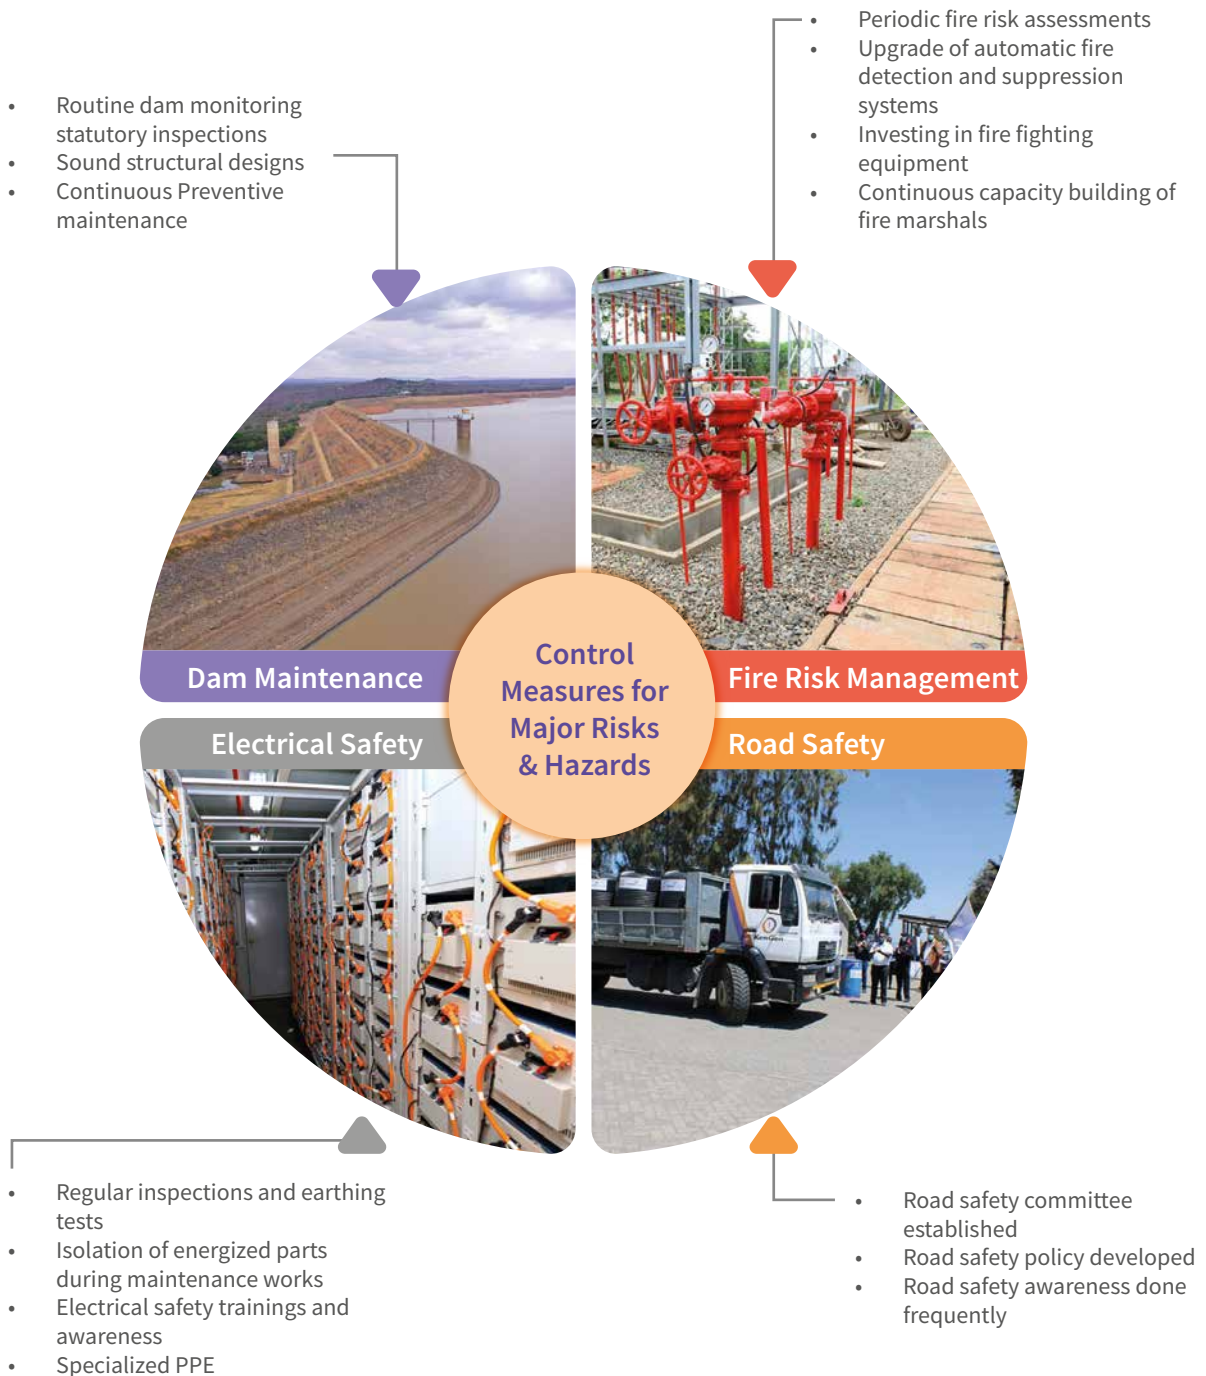 • Routine dam monitoring
statutory inspections
• Sound structural designs
• Continuous Preventive
maintenance
• Periodic fire risk assessments
• Upgrade of automatic fire
detection and suppression
systems
• Investing in fire fighting
equipment
• Continuous capacity building of
fire marshals
Dam Maintenance
Fire Risk Management
Control
Measures for
Major Risks
& Hazards
Electrical Safety
Road Safety
KenGen
• Regular inspections and earthing
tests
• Isolation of energized parts
during maintenance works
• Electrical safety trainings and
awareness
• Specialized PPE
• Road safety committee
established
• Road safety policy developed
• Road safety awareness done
frequently